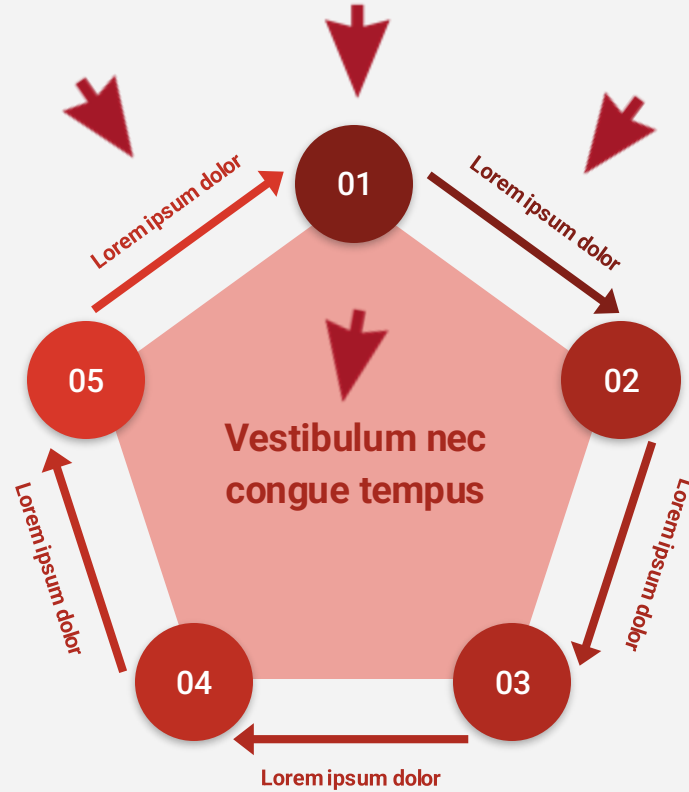 01
Lorem ipsum dolor
02
Lorem ipsum dolor
03
Lorem ipsum dolor
04
Lorem ipsum dolor
05
Lorem ipsum dolor
Vestibulum nec
congue tempus